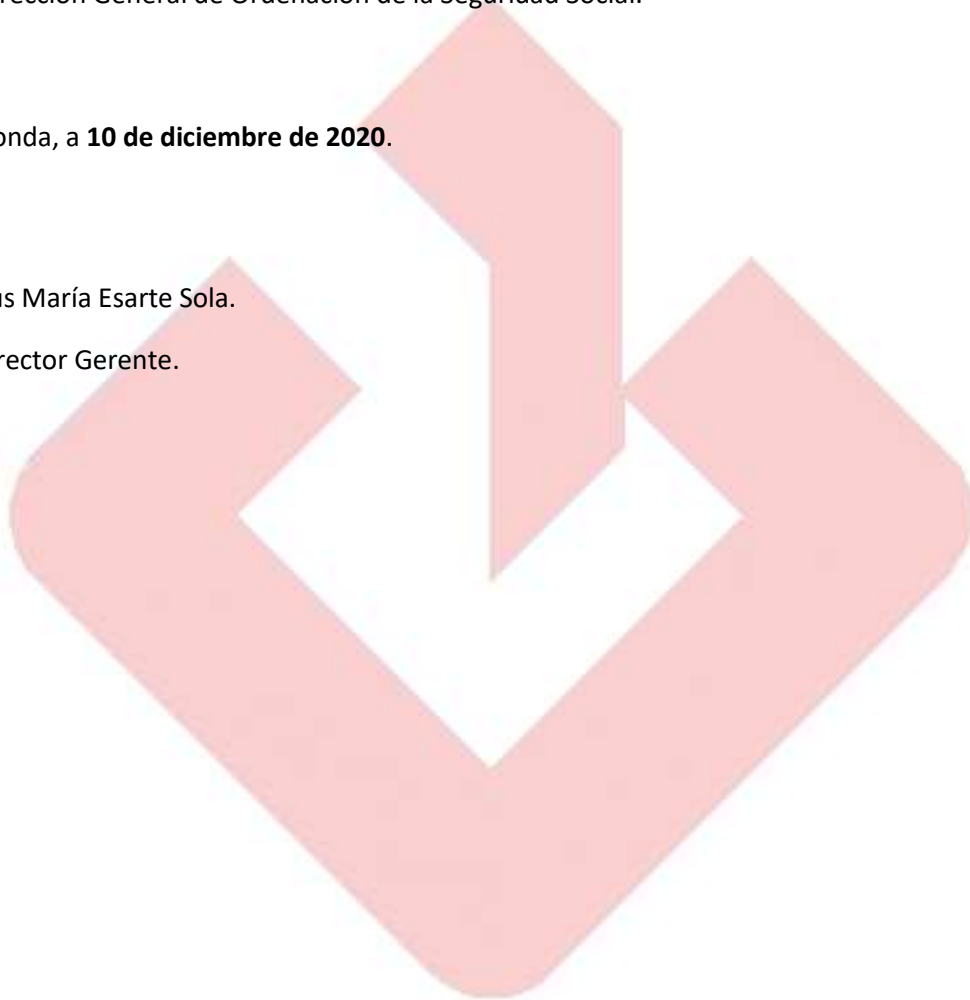 rección General de Ordenación de la Seguridad Social.
onda, a 10 de diciembre de 2020.
us María Esarte Sola.
rector Gerente.